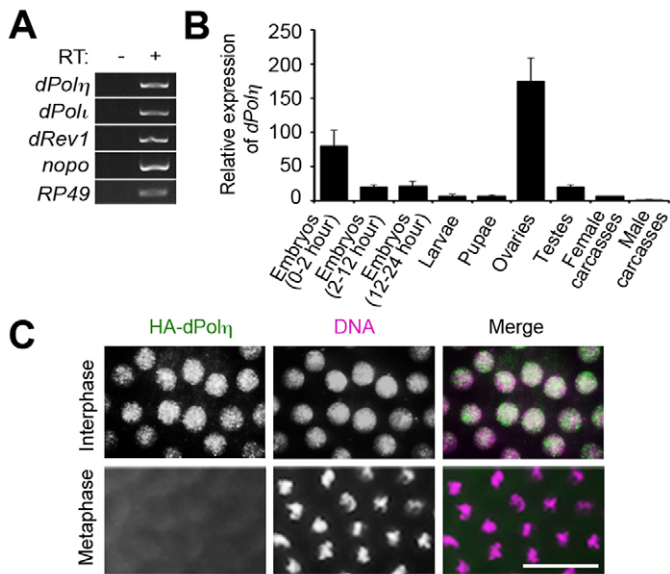 A
RT: - +
dPolη
dPolι
dRev1
nopo
RP49
B
Relative expression
of dPolη
250
200
150
100
50
0
Embryos
(0-2 hour)
Embryos
(2-12 hour)
Embryos
(12-24 hour)
Larvae
Pupae
Ovaries
Testes
Female
carcasses
Male
carcasses
C
HA-dPolη DNA Merge
Interphase
Metaphase